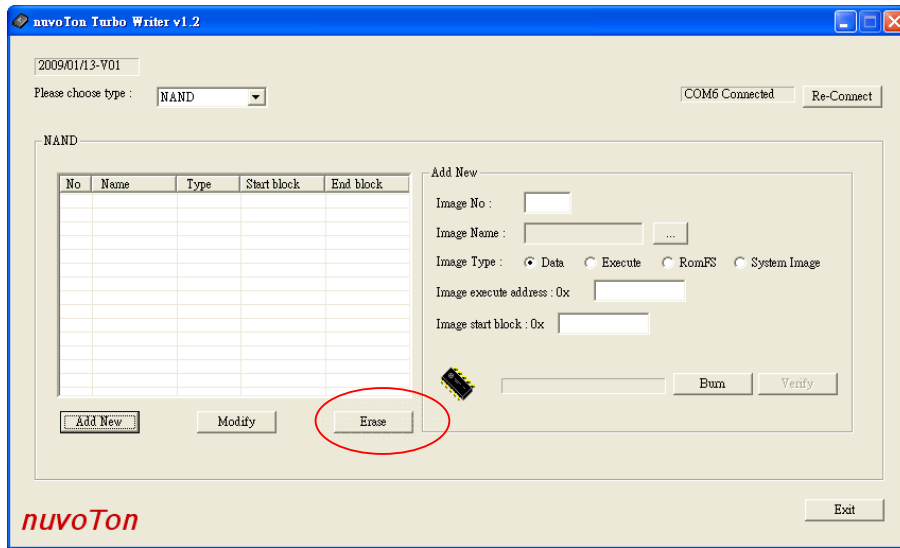 nuvoTon Turbo Writer v1.2
2009/01/13-V01
Please choose type :
NAND
COM6 Connected
Re-Connect
NAND
No Name Type Start block End block
Add New
Image No :
Image Name :
...
Image Type : Data Execute RomFS System Image
Image execute address : 0x
Image start block : 0x
Burn
Verify
Add New
Modify
Erase
nuvoTon
Exit